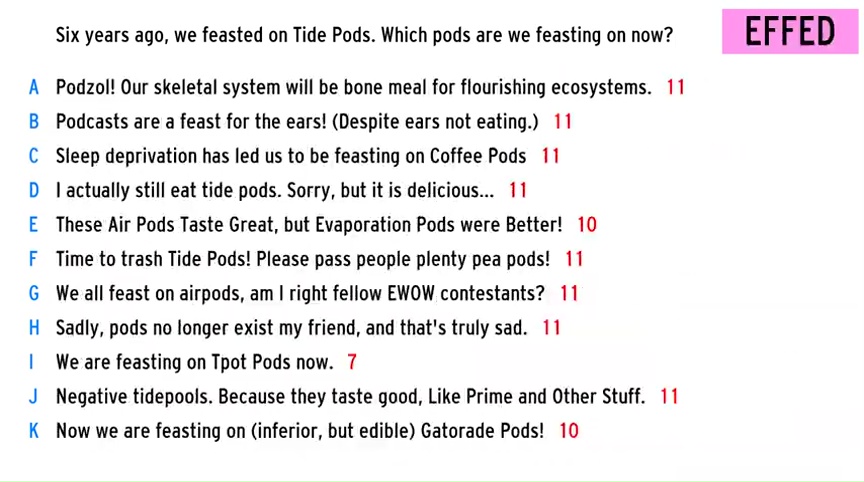 Six years ago, we feasted on Tide Pods. Which pods are we feasting on now?
EFFED
A Podzol! Our skeletal system will be bone meal for flourishing ecosystems. 11
B Podcasts are a feast for the ears! (Despite ears not eating.) 11
C Sleep deprivation has led us to be feasting on Coffee Pods 11
D I actually still eat tide pods. Sorry, but it is delicious... 11
E These Air Pods Taste Great, but Evaporation Pods were Better! 10
F Time to trash Tide Pods! Please pass people plenty pea pods! 11
G We all feast on airpods, am I right fellow EWOW contestants? 11
H Sadly, pods no longer exist my friend, and that's truly sad. 11
I We are feasting on Tpot Pods now. 7
J Negative tidepools. Because they taste good, Like Prime and Other Stuff. 11
K Now we are feasting on (inferior, but edible) Gatorade Pods! 10